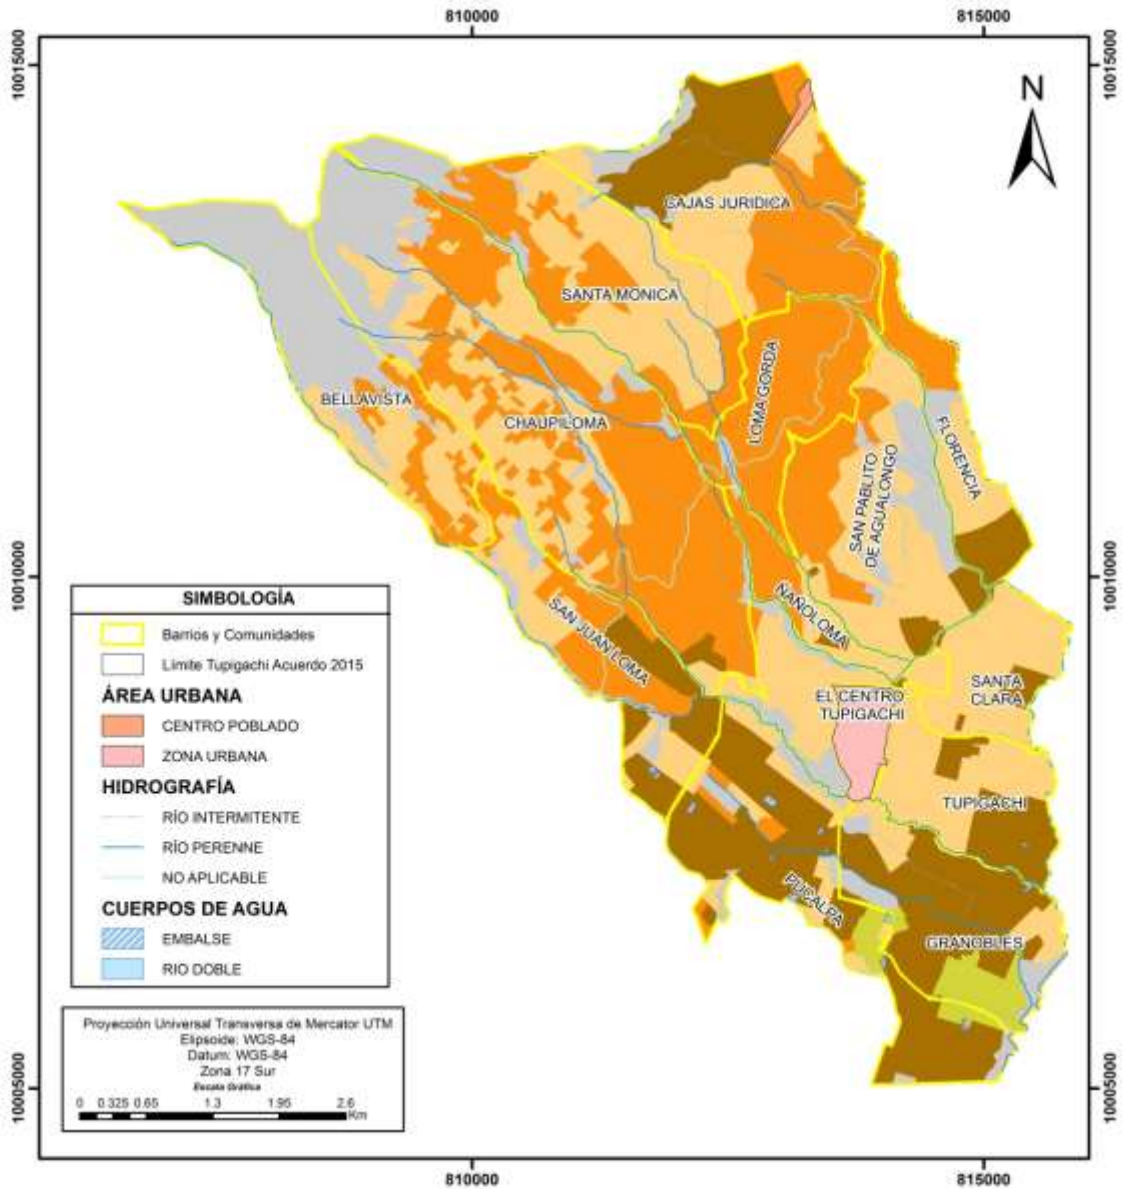 810000
815000
10015000
10015000
N
CAJAS JURIDICA
SANTA MONICA
LOMA GORDA
BELLAVISTA
CHAUPILOMA
FLORENCIA
SAN PABLITO
DE AGUALONGO
10010000
10010000
SAN JUAN LOMA
ÑAÑOLOMA
SANTA
CLARA
EL CENTRO
TUPIGACHI
TUPIGACHI
PUCALPA
GRANOBLES
SIMBOLOGÍA
Barrios y Comunidades
Límite Tupigachi Acuerdo 2015
ÁREA URBANA
CENTRO POBLADO
ZONA URBANA
HIDROGRAFÍA
RÍO INTERMITENTE
RÍO PERENNE
NO APLICABLE
CUERPOS DE AGUA
EMBALSE
RIO DOBLE
Proyección Universal Transversa de Mercator UTM
Elipsoide: WGS-84
Datum: WGS-84
Zona 17 Sur
Escala Gráfica
0 0.325 0.65 1.3 1.95 2.6
Km
10005000
10005000
810000
815000